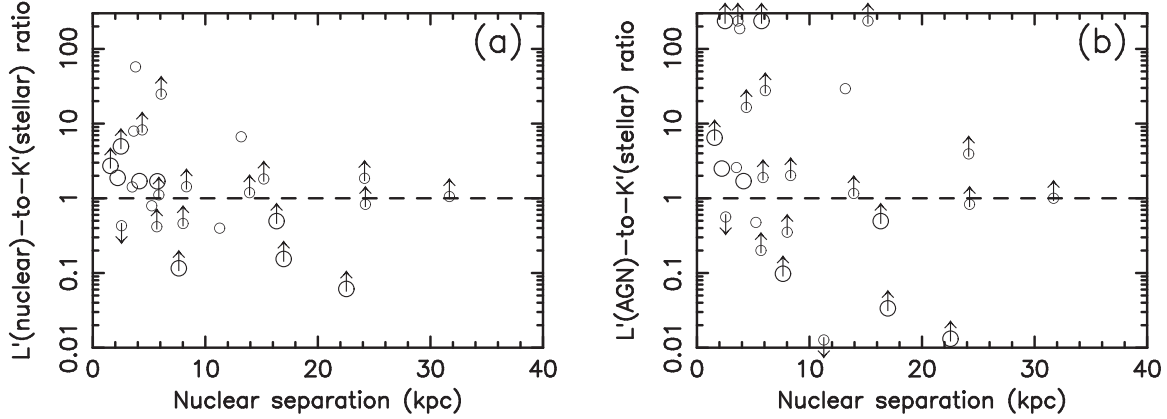 L'(nuclear)−to−K'(stellar) ratio
(a)
100
10
1
0.1
0.01
0 10 20 30 40
Nuclear separation (kpc)
L'(AGN)−to−K'(stellar) ratio
(b)
100
10
1
0.1
0.01
0 10 20 30 40
Nuclear separation (kpc)